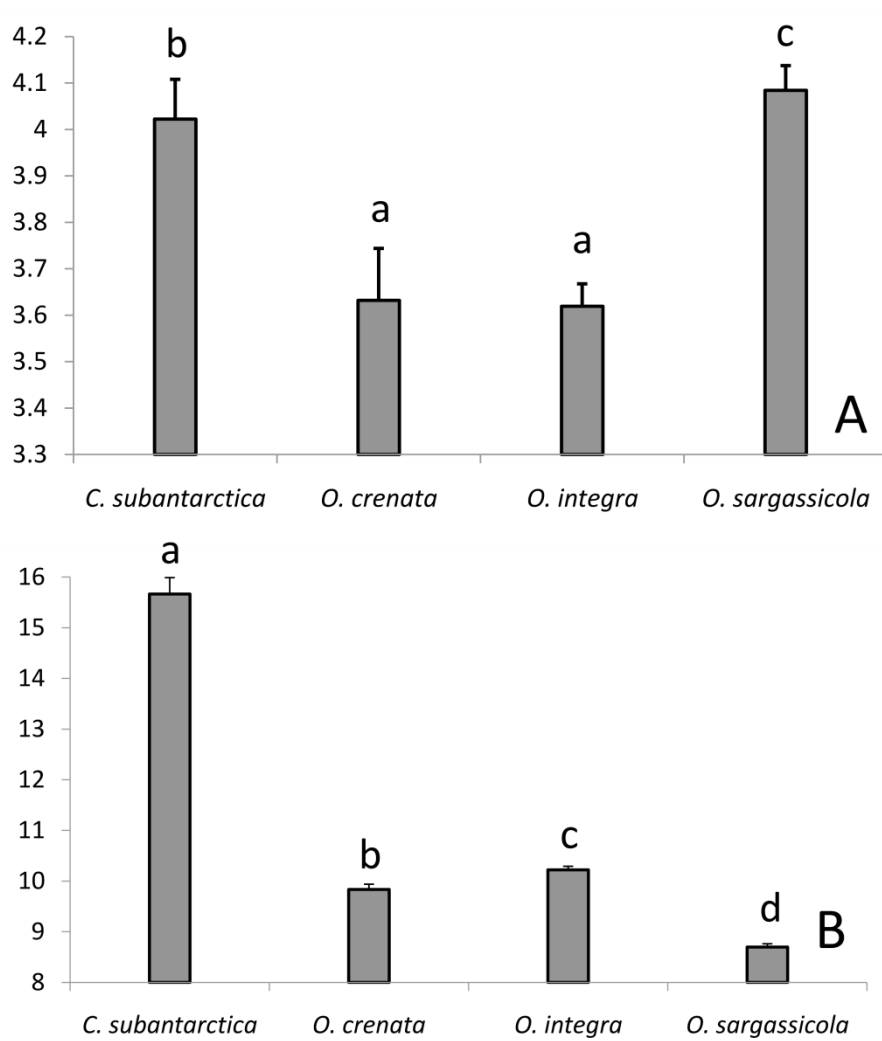 4.2
b
c
4.1
4
3.9
3.8
a
a
3.7
3.6
3.5
3.4
A
3.3
C. subantarctica O. crenata O. integra O. sargassicola
a
16
15
14
13
12
11
c
b
10
d
9
B
8
C. subantarctica O. crenata O. integra O. sargassicola